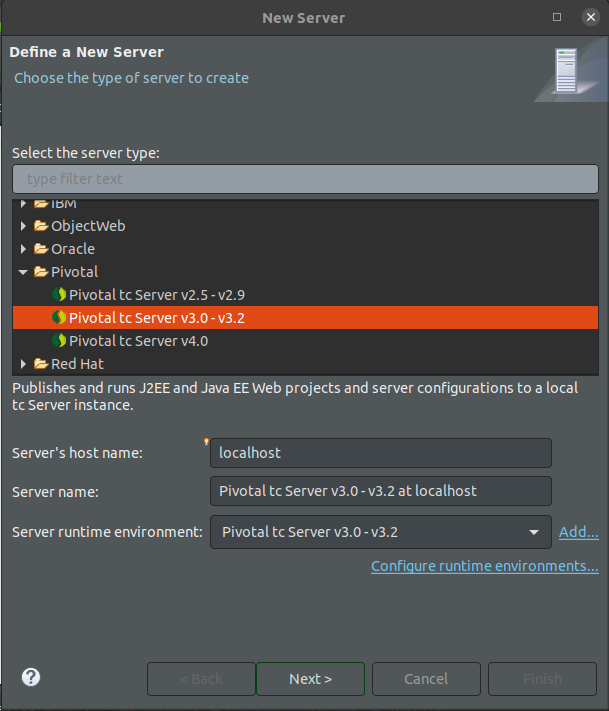 New Server
Define a New Server
Choose the type of server to create
Select the server type:
type filter text
IBM
ObjectWeb
Oracle
Pivotal
Pivotal tc Server v2.5 - v2.9
Pivotal tc Server v3.0 - v3.2
Pivotal tc Server v4.0
Red Hat
Publishes and runs J2EE and Java EE Web projects and server configurations to a local
tc Server instance.
Server's host name: localhost
Server name: Pivotal tc Server v3.0 - v3.2 at localhost
Server runtime environment: Pivotal tc Server v3.0 - v3.2 Add...
Configure runtime environments...
? < Back Next > Cancel Finish